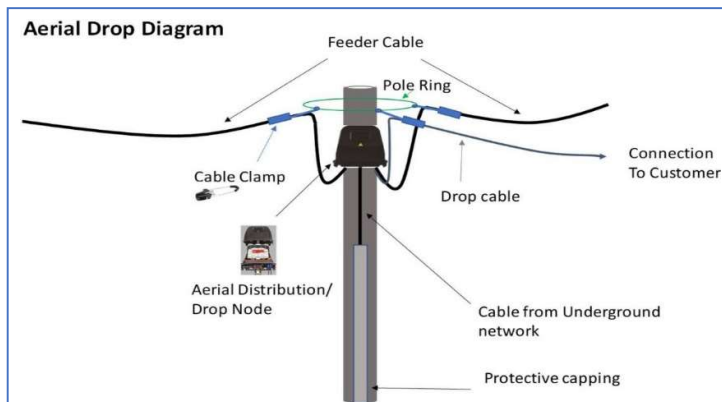 Aerial Drop Diagram
Feeder Cable
Pole Ring
Cable Clamp
Drop cable
Connection
To Customer
Aerial Distribution/
Drop Node
Cable from Underground
network
Protective capping